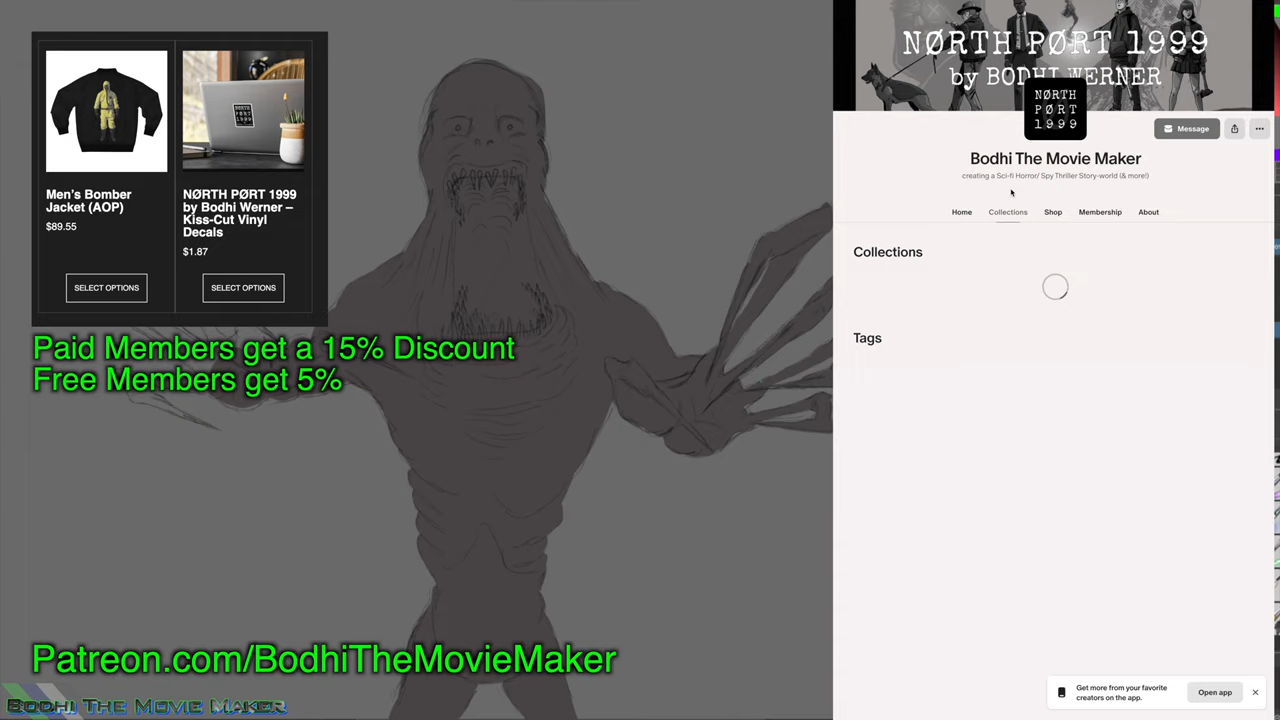 Men's Bomber
Jacket (AOP)
$89.55
SELECT OPTIONS
NØRTH PØRT 1999
by Bodhi Werner –
Kiss-Cut Vinyl
Decals
$1.87
SELECT OPTIONS
NØRTH
PØRT
1999
Paid Members get a 15% Discount
Free Members get 5%
Patreon.com/BodhiTheMovieMaker
BODHI THE MOVIE MAKER
NØRTH PØRT 1999
by BODHI WERNER
NØRTH
PØRT
1999
Message
Bodhi The Movie Maker
creating a Sci-fi Horror/ Spy Thriller Story-world (& more!)
Home Collections Shop Membership About
Collections
Tags
Get more from your favorite
creators on the app.
Open app